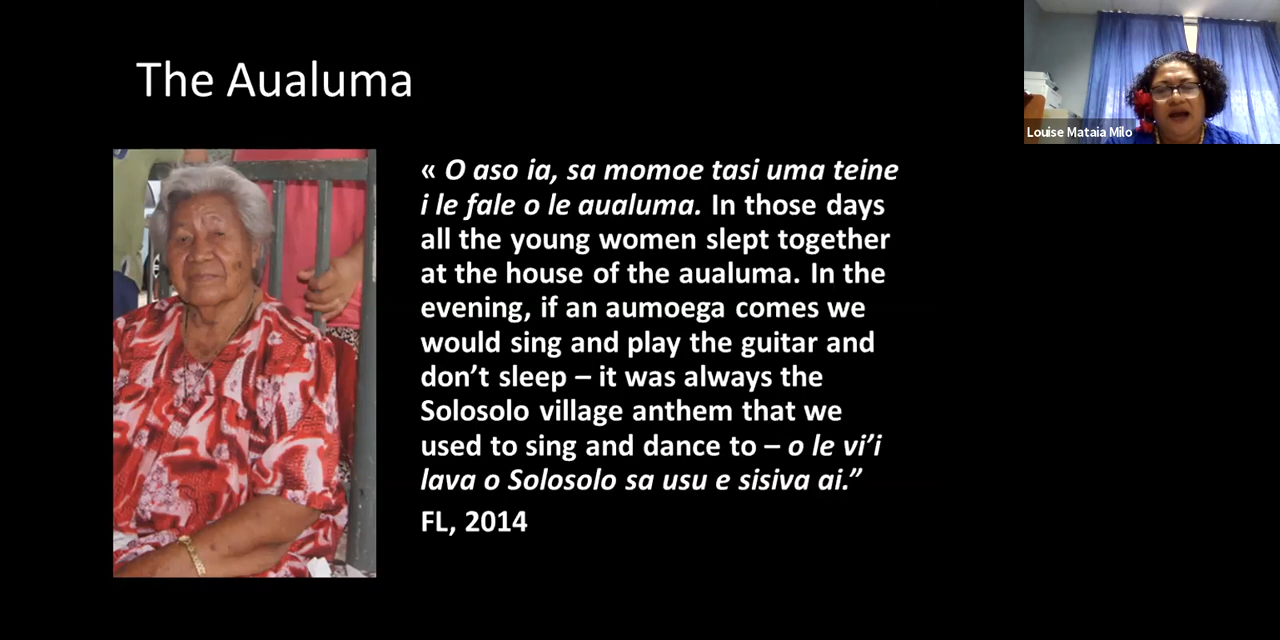 The Aualuma
Louise Mataia Milo
« O aso ia, sa momoe tasi uma teine
i le fale o le aualuma. In those days
all the young women slept together
at the house of the aualuma. In the
evening, if an aumoega comes we
would sing and play the guitar and
don’t sleep – it was always the
Solosolo village anthem that we
used to sing and dance to – o le vi’i
lava o Solosolo sa usu e sisiva ai.”
FL, 2014